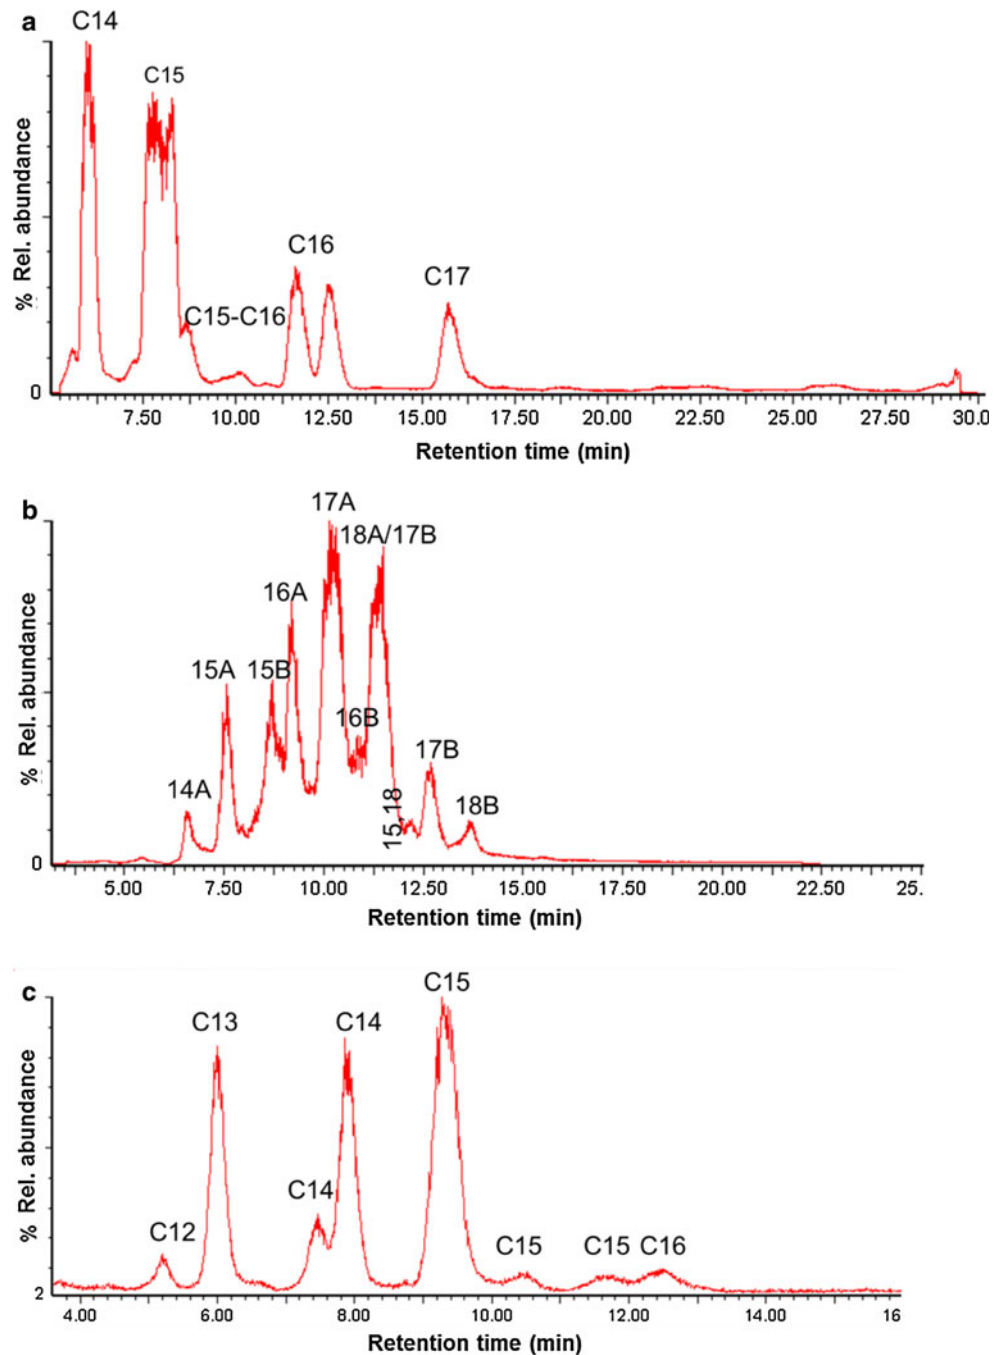 a
C14
C15
C15-C16
C16
C17
% Rel. abundance
0
7.50 10.00 12.50 15.00 17.50 20.00 22.50 25.00 27.50 30.0
Retention time (min)
b
17A
18A/17B
16A
15A 15B
16B
17B
14A
15, 18
18B
% Rel. abundance
0
5.00 7.50 10.00 12.50 15.00 17.50 20.00 22.50 25.
Retention time (min)
c
C15
C13
C14
C14
C12
C15
C15 C16
% Rel. abundance
2
4.00 6.00 8.00 10.00 12.00 14.00 16
Retention time (min)